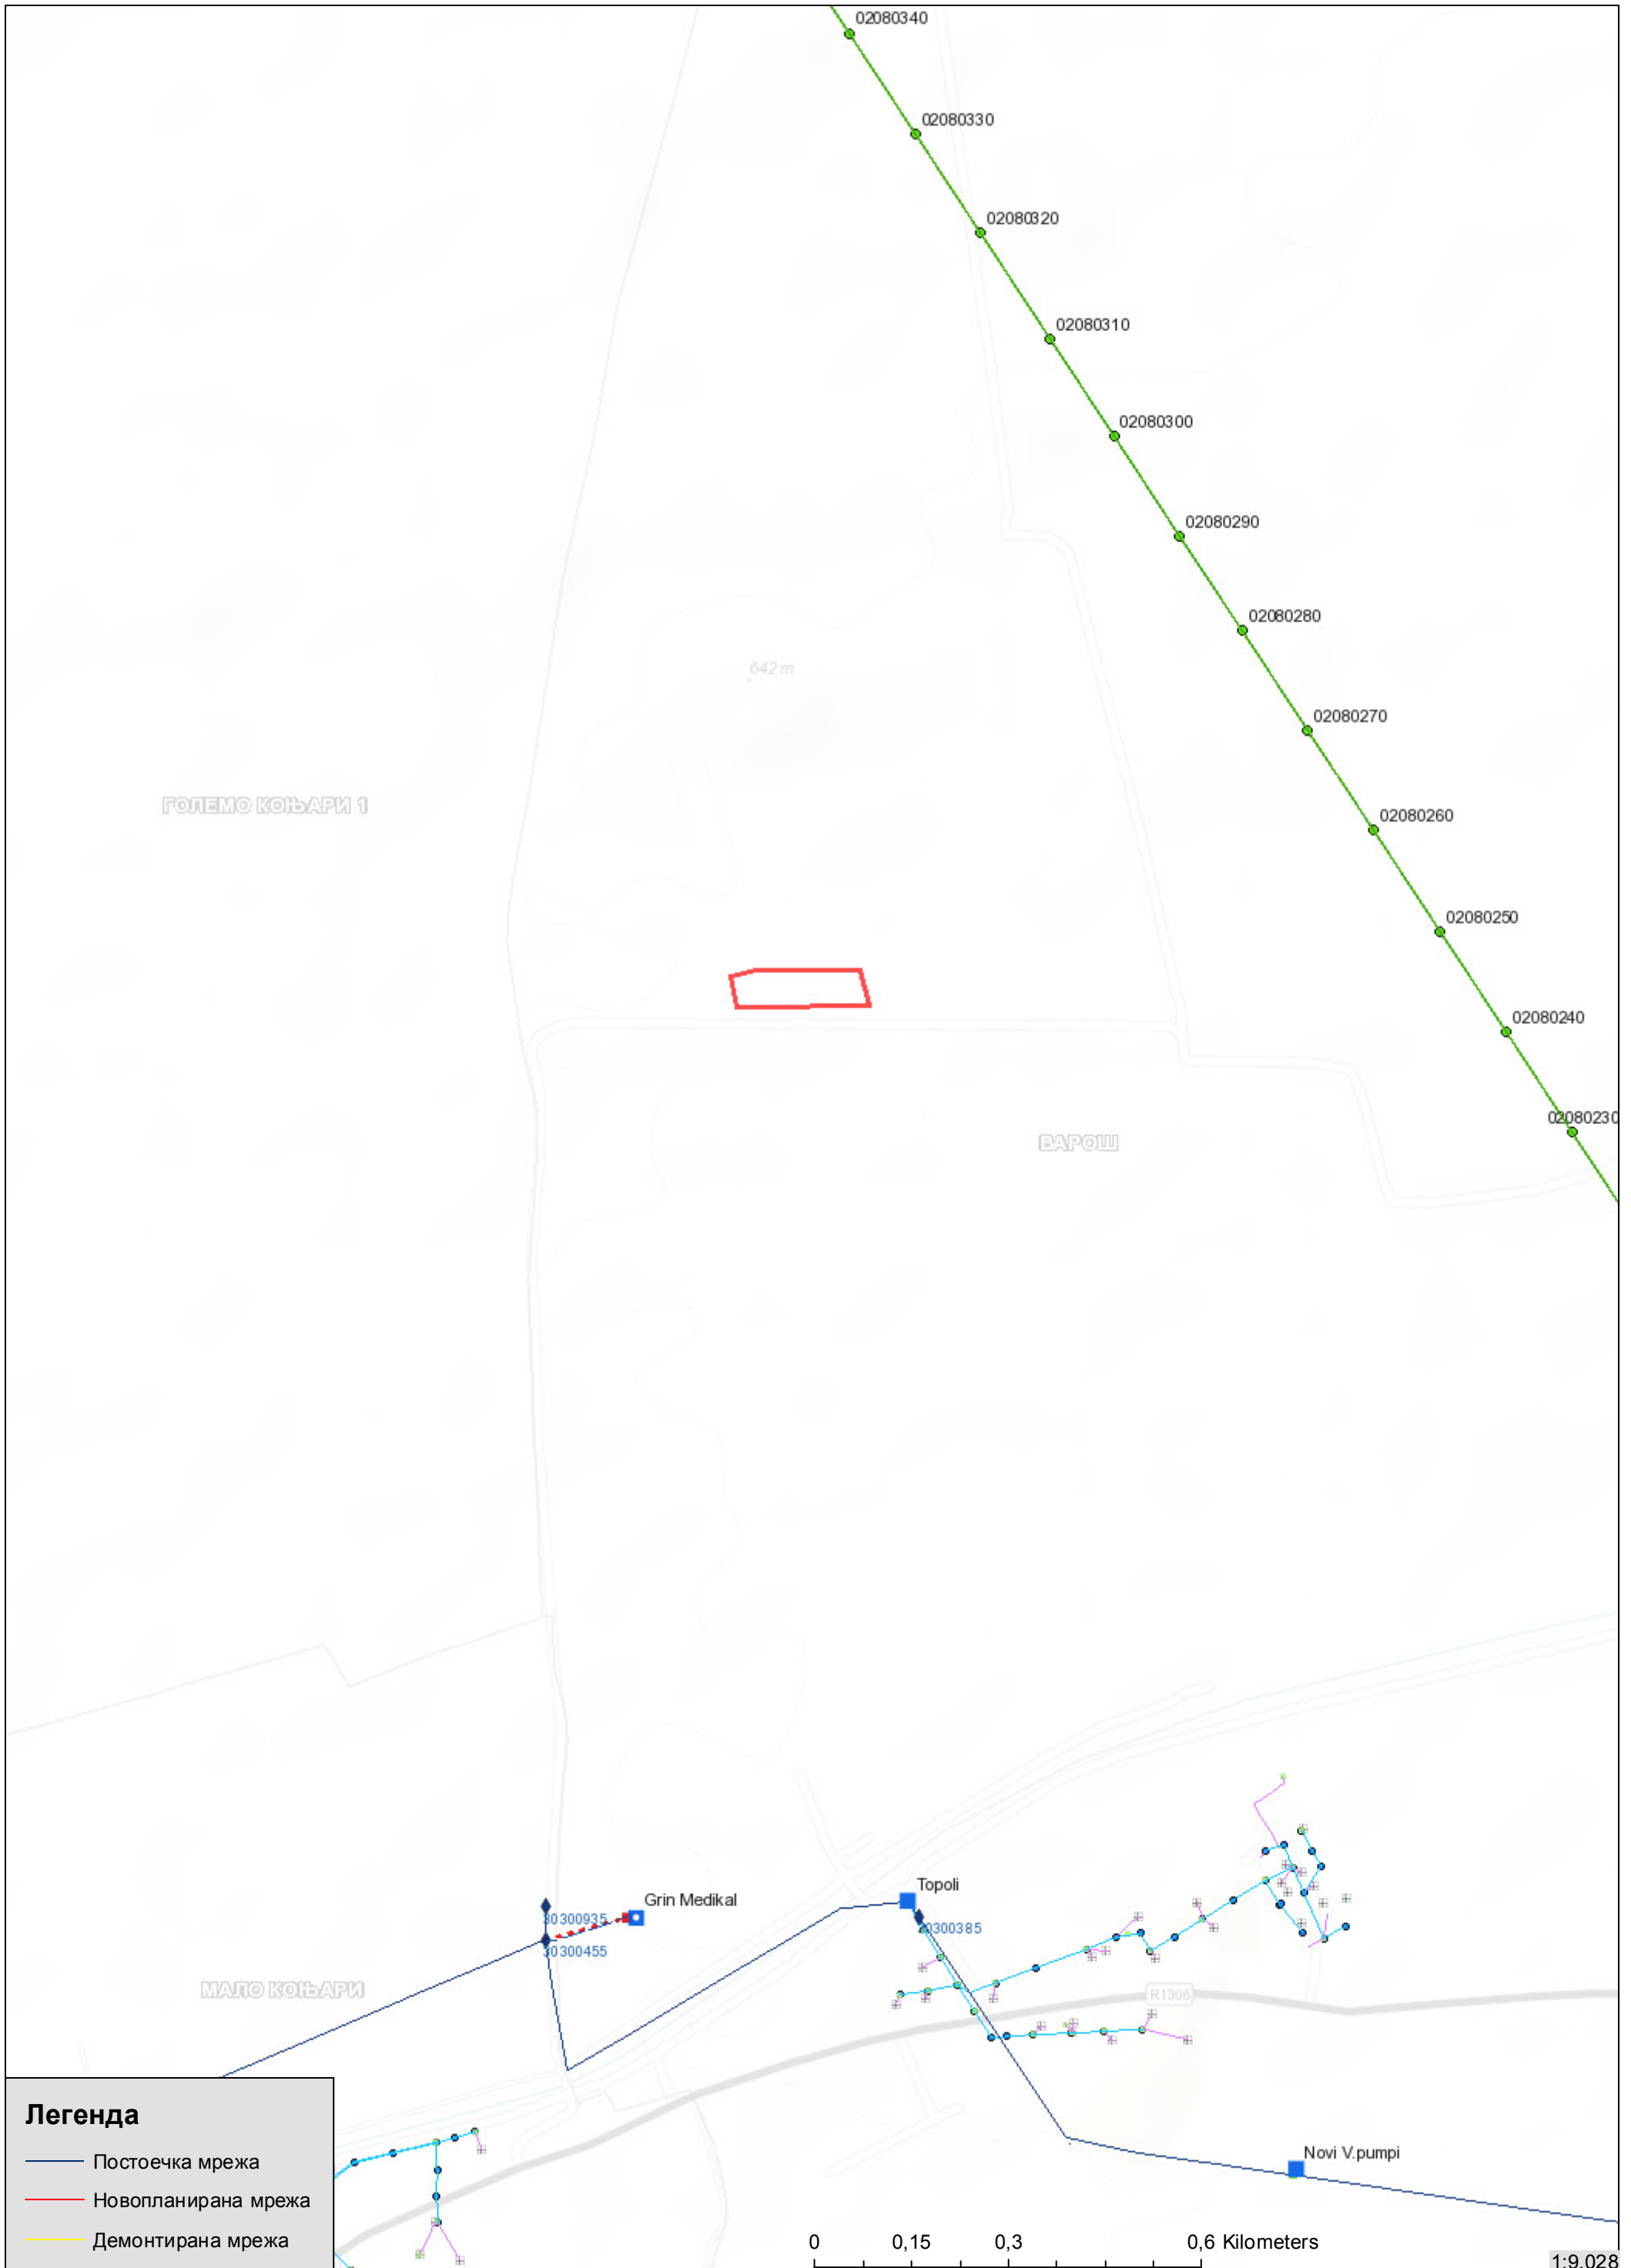 02080340
02080330
02080320
02080310
02080300
02080290
02080280
642 m
02080270
ГОЛЕМО КОЊАРИ 1
02080260
02080250
02080240
02080230
ВАРОШ
Topoli
Grin Medikal
30300935
0300385
30300455
МАЛО КОЊАРИ
R1306
Novi V.pumpi
Легенда
Постоечка мрежа
Новопланирана мрежа
Демонтирана мрежа
0 0,15 0,3 0,6 Kilometers
1:9.028